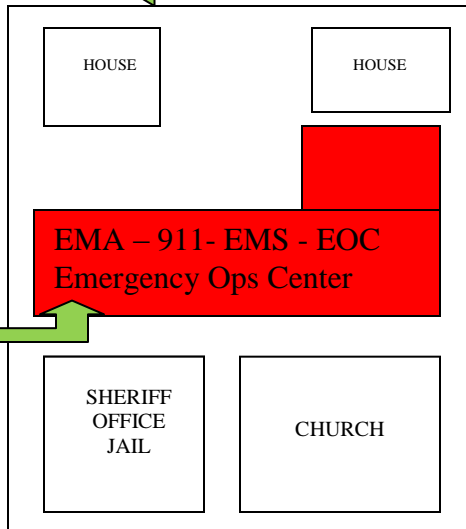 HOUSE
HOUSE
EMA – 911- EMS - EOC
Emergency Ops Center
SHERIFF
OFFICE
JAIL
CHURCH